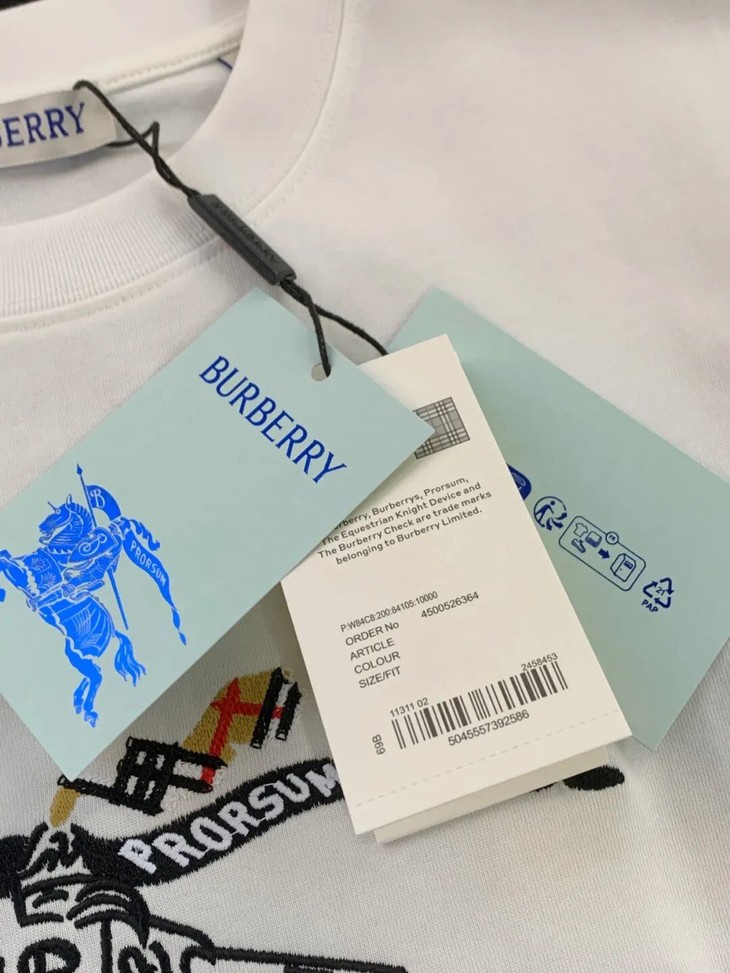 BERRY
BURBERRY
PRORSUM
Burberry, Burberrys, Prorsum,
The Equestrian Knight Device and
The Burberry Check are trade marks
belonging to Burberry Limited.
P:W84C8:200:84105:10000
ORDER No 4500526364
ARTICLE
COLOUR
SIZE/FIT
2458453
11311 02
69B
5045557392586
21
PAP
PRORSUM